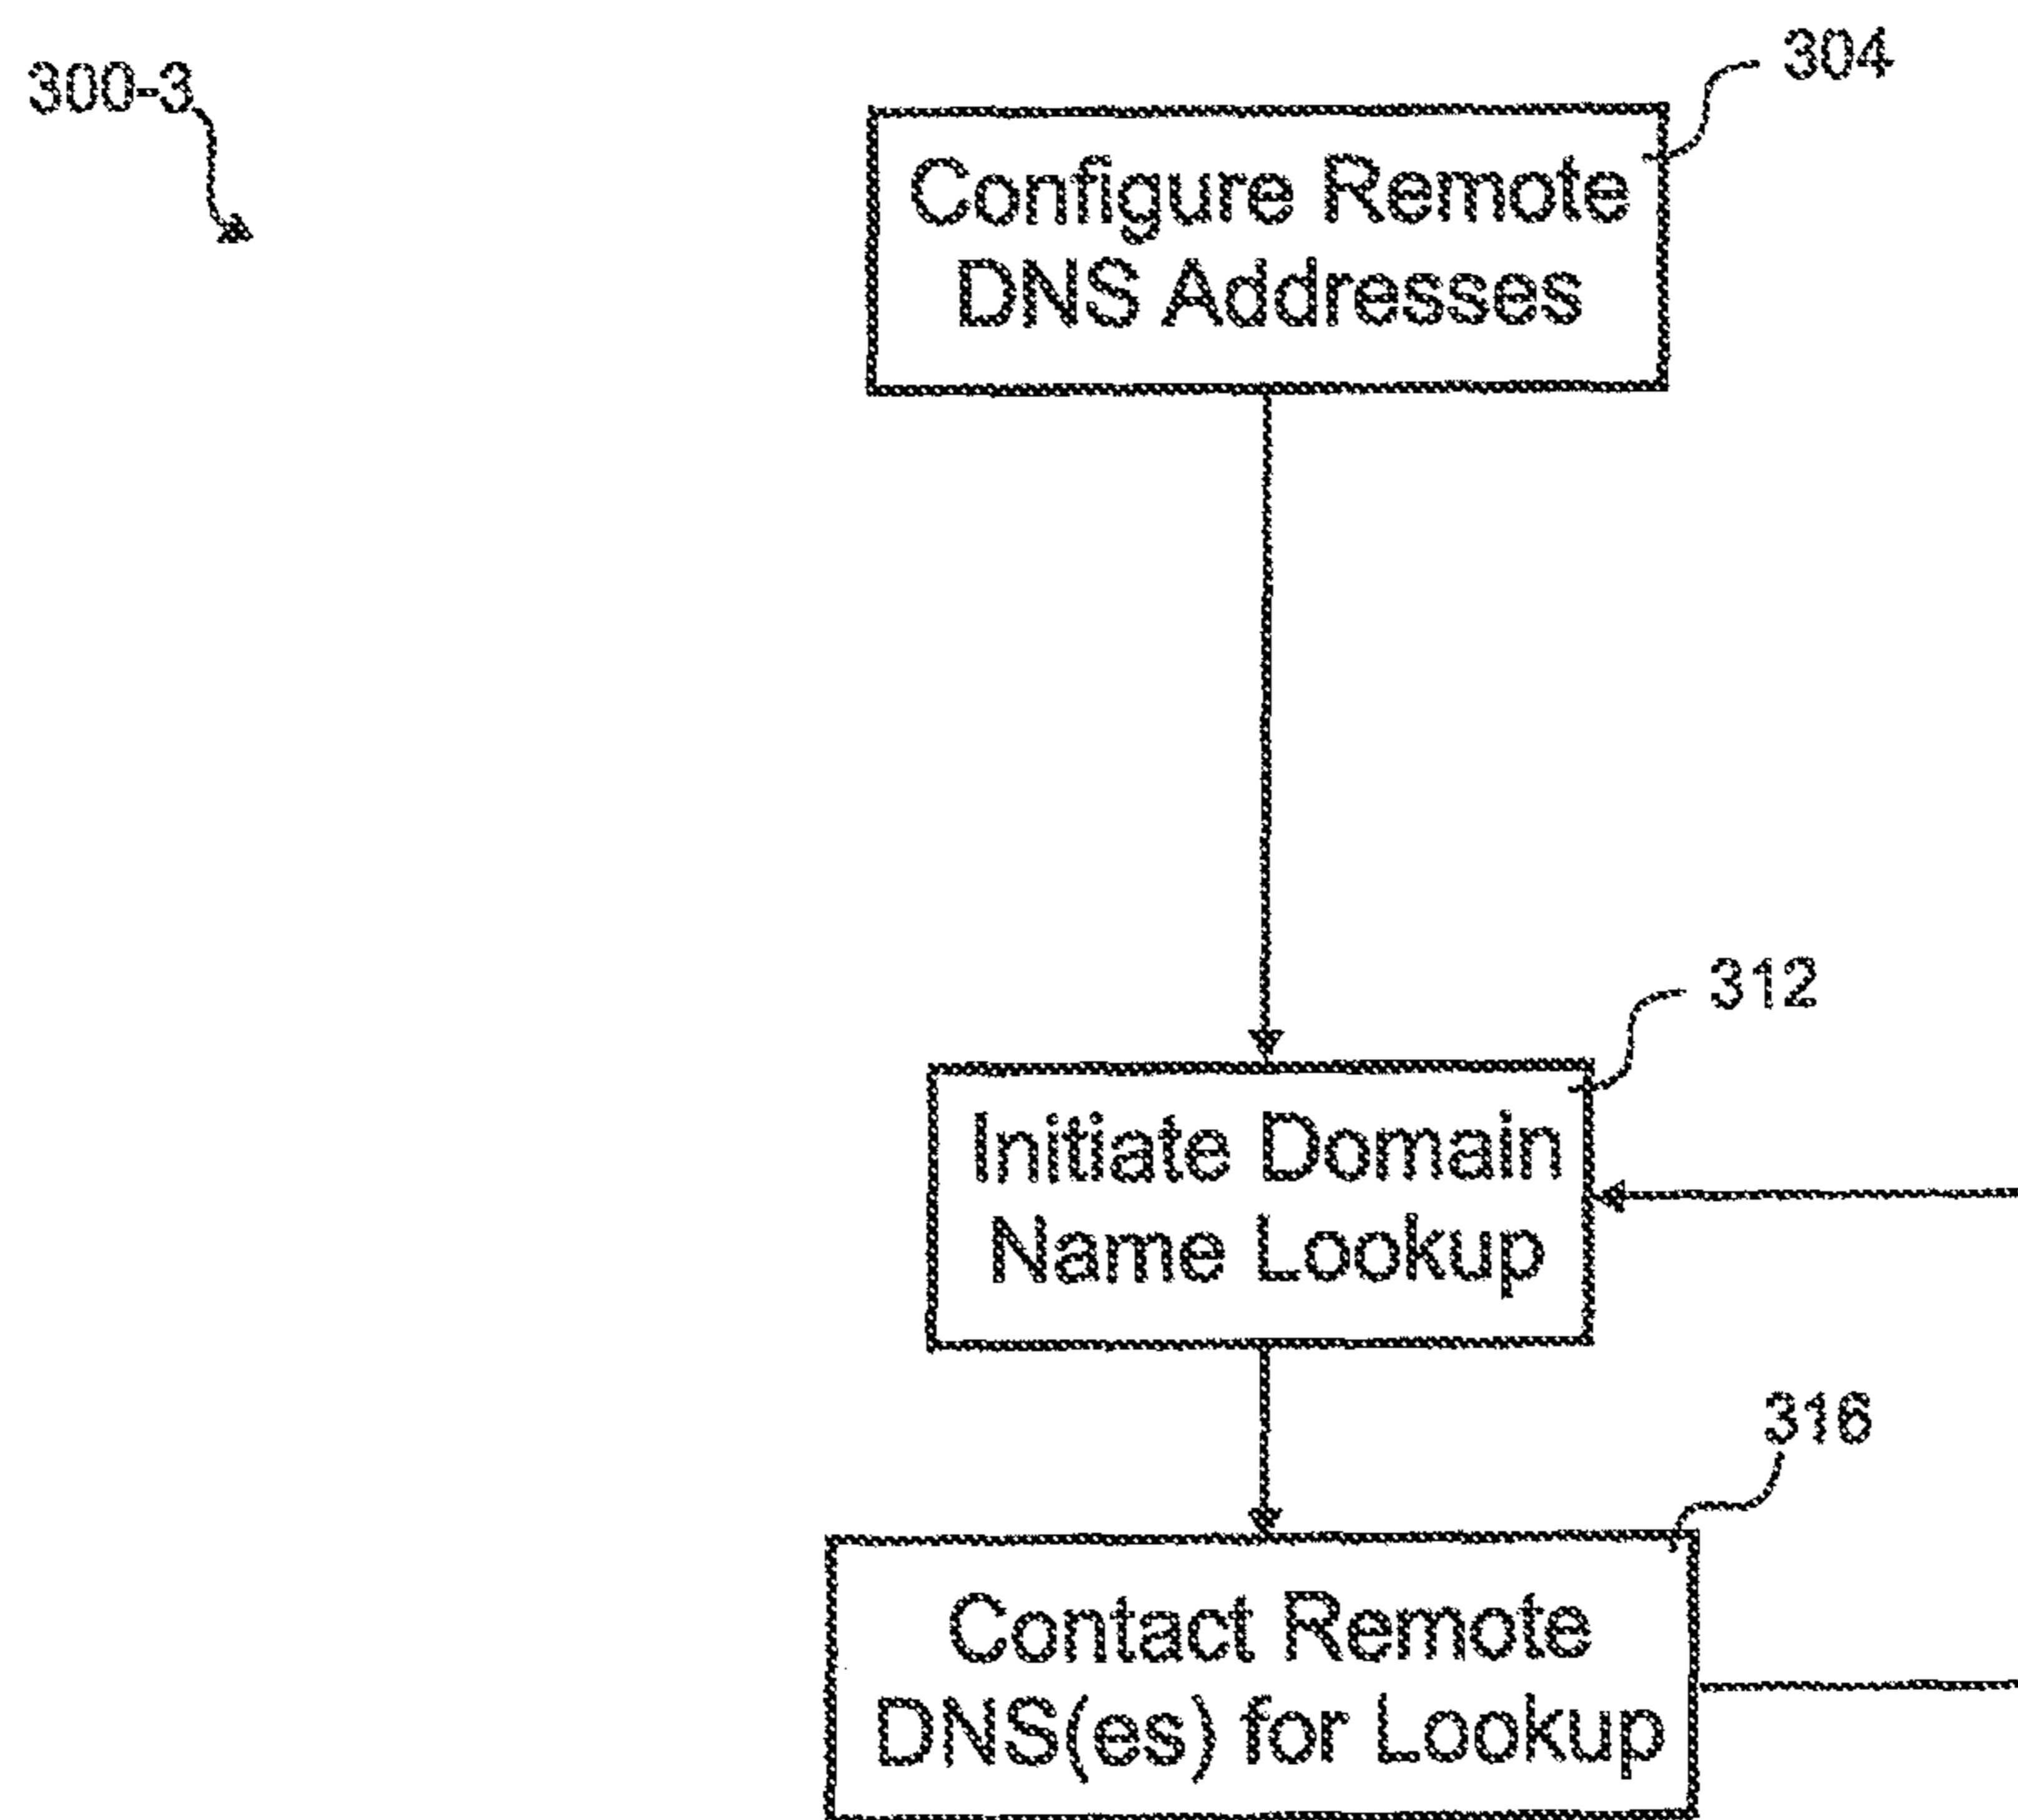 300-3
304
Configure Remote
DNS Addresses
312
Initiate Domain
Name Lookup
316
Contact Remote
DNS(es) for Lookup